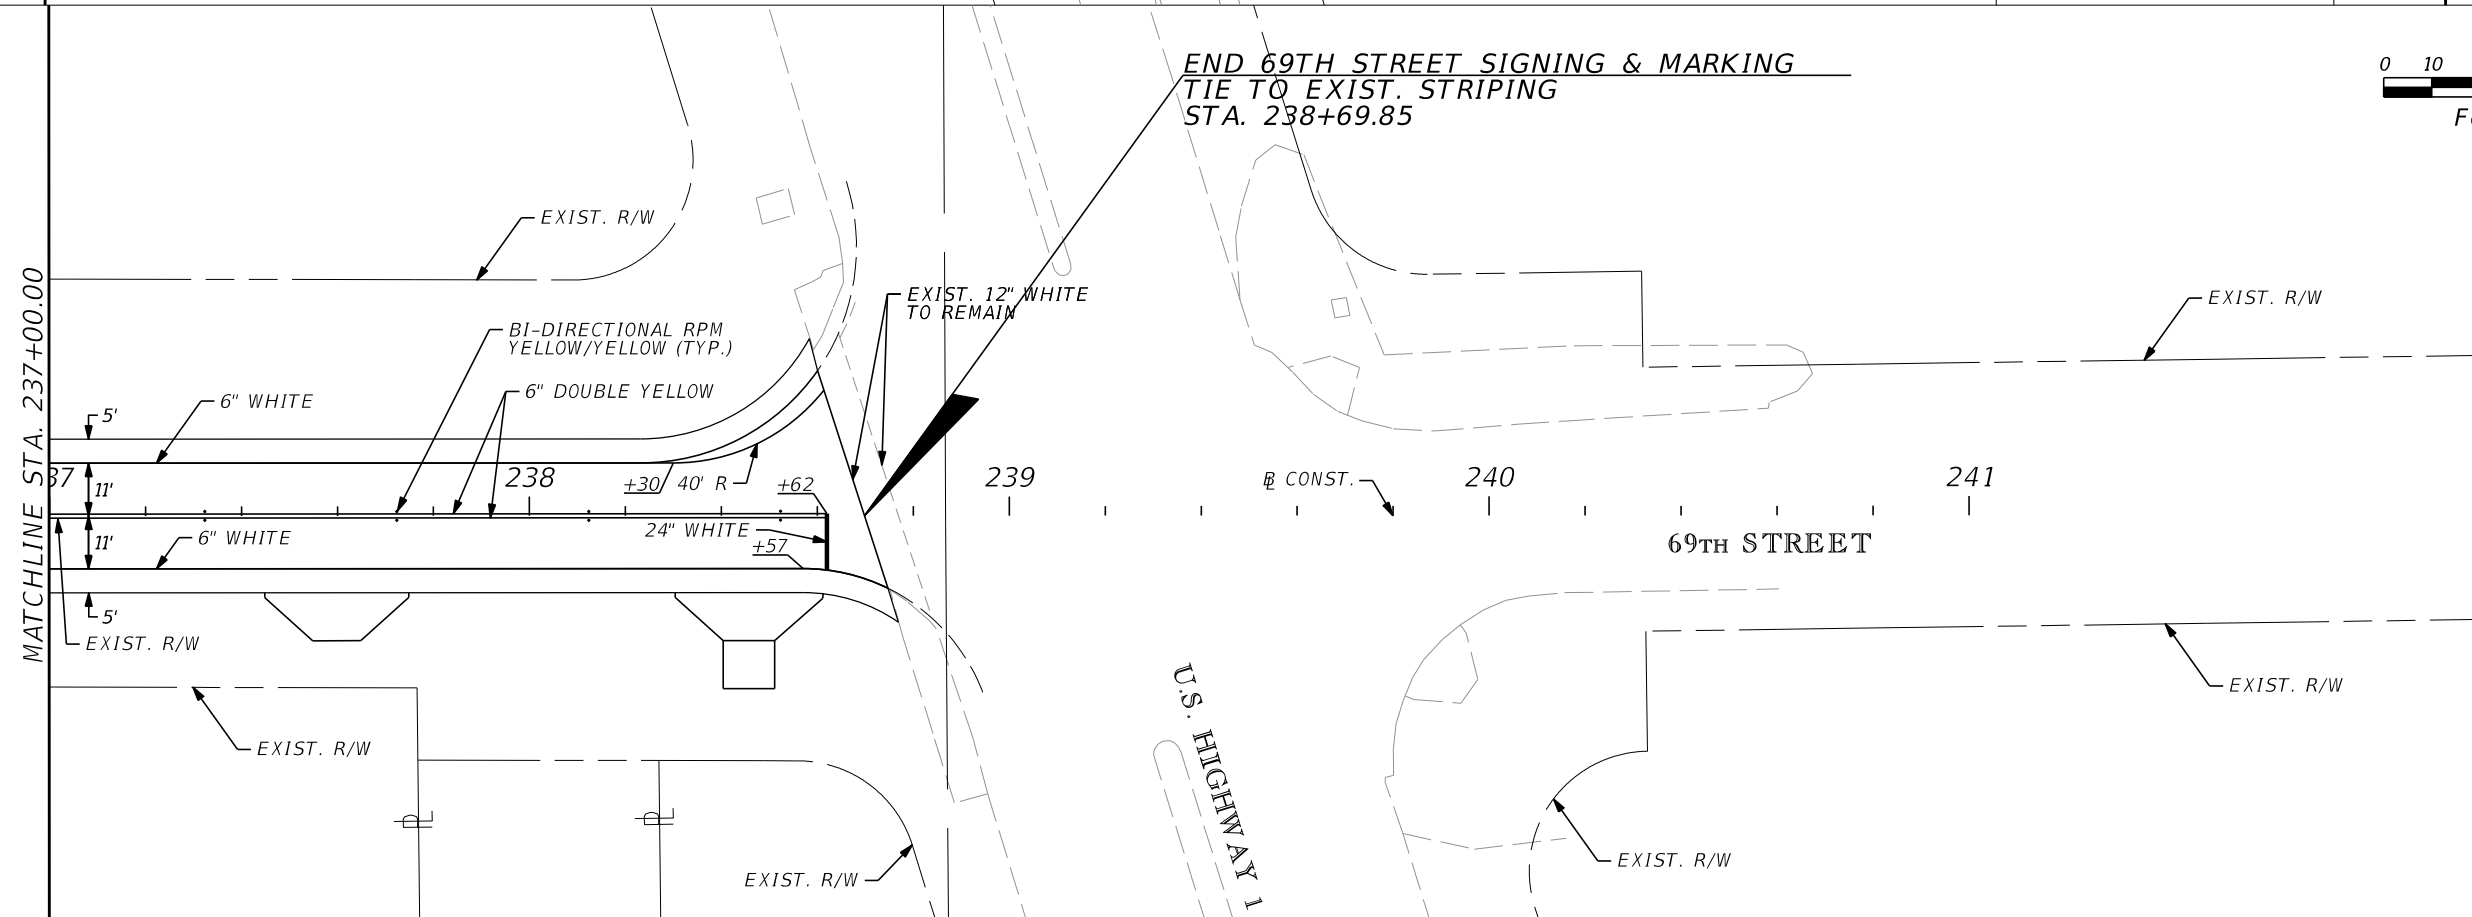 END 69TH STREET SIGNING & MARKING
TIE TO EXIST. STRIPING
STA. 238+69.85
0 10
EXIST. R/W
EXIST. 12" WHITE
TO REMAIN
EXIST. R/W
BI-DIRECTIONAL RPM
YELLOW/YELLOW (TYP.)
6" DOUBLE YELLOW
6" WHITE
5'
MATCHLINE STA. 237+00.00
37
238
239
240
241
11'
+30
40' R
+62
BL CONST.
24" WHITE
11'
6" WHITE
+57
69TH STREET
5'
EXIST. R/W
EXIST. R/W
EXIST. R/W
U.S. HIGHWAY 1
PL
PL
EXIST. R/W
EXIST. R/W